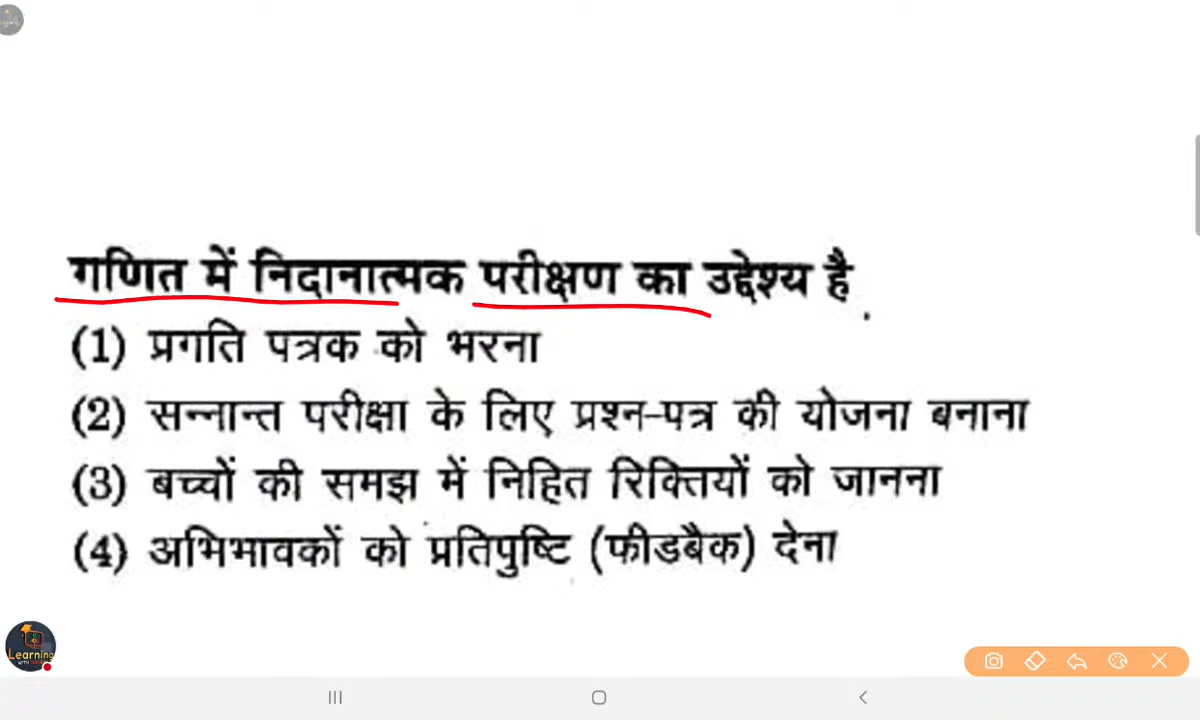 गणित में निदानात्मक परीक्षण का उद्देश्य है
(1) प्रगति पत्रक को भरना
(2) सन्नान्त परीक्षा के लिए प्रश्न-पत्र की योजना बनाना
(3) बच्चों की समझ में निहित रिक्तियों को जानना
(4) अभिभावकों को प्रतिपुष्टि (फीडबैक) देना
Learning